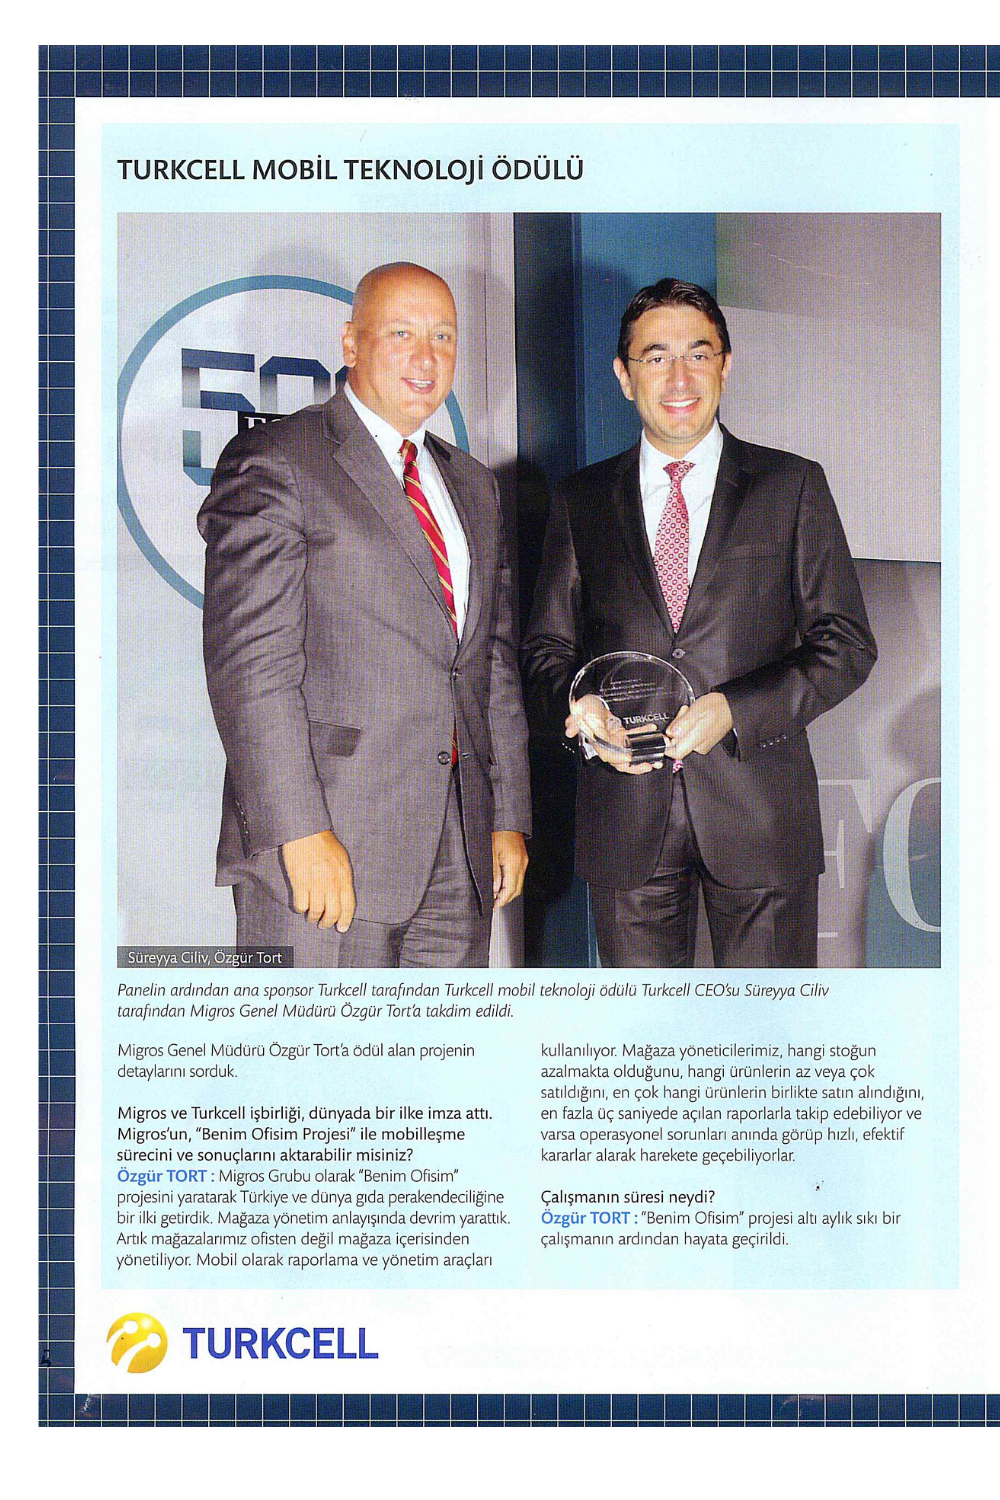 TURKCELL MOBİL TEKNOLOJİ ÖDÜLÜ
TURKCELL
Süreyya Ciliv, Özgür Tort
Panelin ardından ana sponsor Turkcell tarafından Turkcell mobil teknoloji ödülü Turkcell CEO'su Süreyya Ciliv
tarafından Migros Genel Müdürü Özgür Tort'a takdim edildi.
Migros Genel Müdürü Özgür Tort'a ödül alan projenin
detaylarını sorduk.
Migros ve Turkcell işbirliği, dünyada bir ilke imza attı.
Migros'un, "Benim Ofisim Projesi" ile mobilleşme
sürecini ve sonuçlarını aktarabilir misiniz?
Özgür TORT : Migros Grubu olarak "Benim Ofisim"
projesini yaratarak Türkiye ve dünya gıda perakendeciliğine
bir ilki getirdik. Mağaza yönetim anlayışında devrim yarattık.
Artık mağazalarımız ofisten değil mağaza içerisinden
yönetiliyor. Mobil olarak raporlama ve yönetim araçları
kullanılıyor. Mağaza yöneticilerimiz, hangi stoğun
azalmakta olduğunu, hangi ürünlerin az veya çok
satıldığını, en çok hangi ürünlerin birlikte satın alındığını,
en fazla üç saniyede açılan raporlarla takip edebiliyor ve
varsa operasyonel sorunları anında görüp hızlı, efektif
kararlar alarak harekete geçebiliyorlar.
Çalışmanın süresi neydi?
Özgür TORT : "Benim Ofisim" projesi altı aylık sıkı bir
çalışmanın ardından hayata geçirildi.
TURKCELL